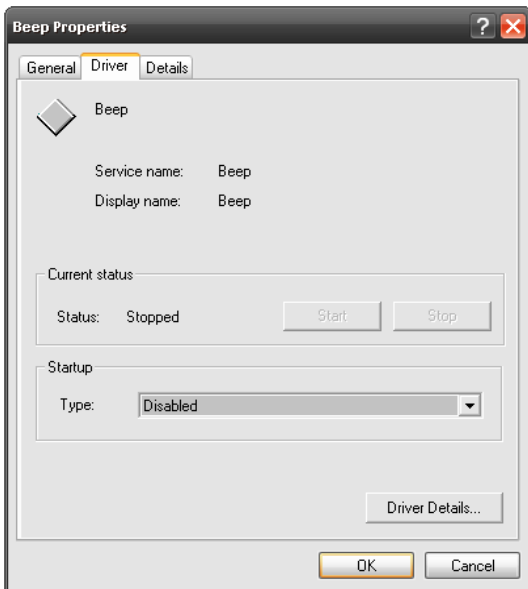 Beep Properties
General Driver Details
Beep
Service name: Beep
Display name: Beep
Current status
Status: Stopped Start Stop
Startup
Type: Disabled
Driver Details...
OK Cancel